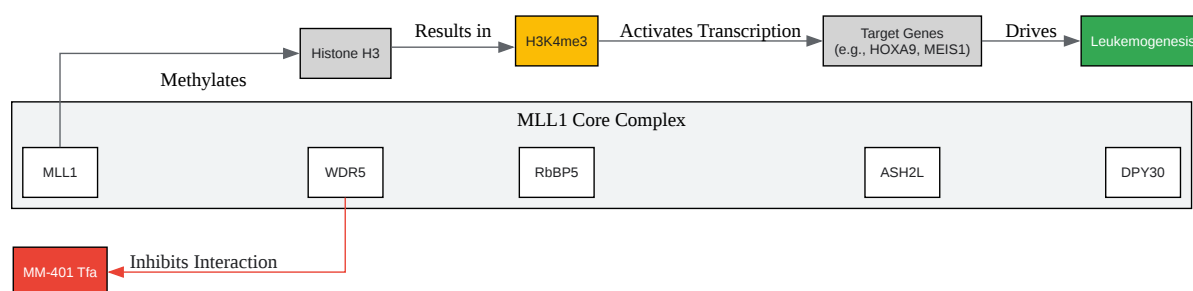 Histone H3
Results in
H3K4me3
Activates Transcription
Target Genes
(e.g., HOXA9, MEIS1)
Drives
Leukemogenesis
Methylates
MLL1 Core Complex
MLL1
WDR5
RbBP5
ASH2L
DPY30
MM-401 Tfa
Inhibits Interaction